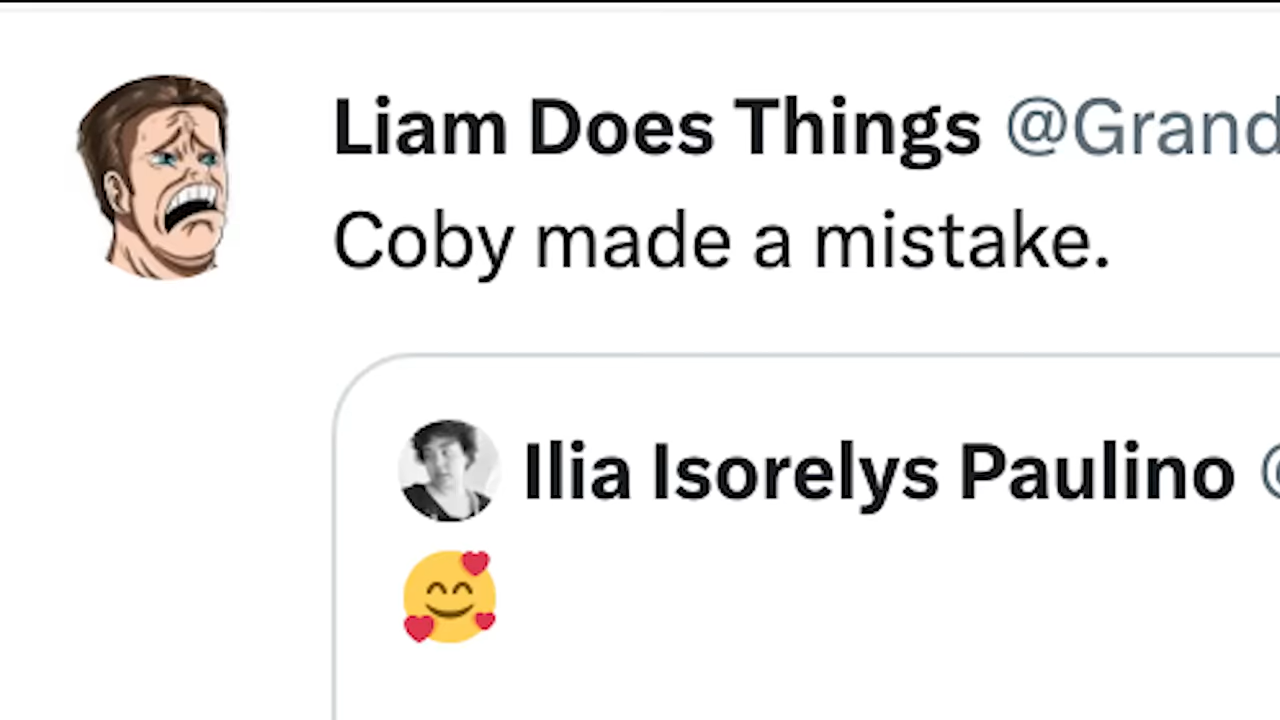 Liam Does Things @Grand
Coby made a mistake.
Ilia Isorelys Paulino @
🥰